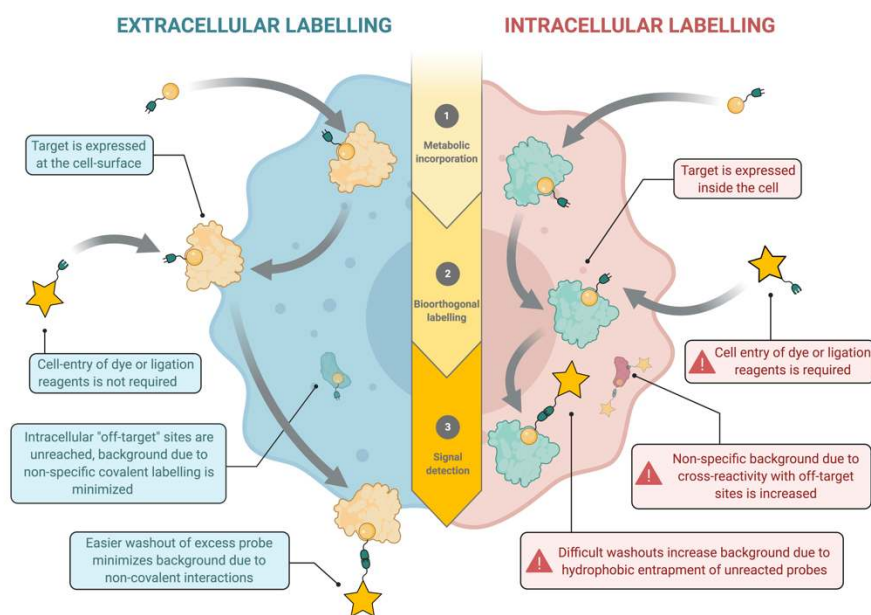 EXTRACELLULAR LABELLING
INTRACELLULAR LABELLING
1
Metabolic
incorporation
Target is expressed
at the cell-surface
Target is expressed
inside the cell
2
Bioorthogonal
labelling
Cell-entry of dye or ligation
reagents is not required
! Cell entry of dye or ligation
reagents is required
3
Signal
detection
Intracellular "off-target" sites are
unreached, background due to
non-specific covalent labelling is
minimized
! Non-specific background due to
cross-reactivity with off-target
sites is increased
Easier washout of excess probe
minimizes background due to
non-covalent interactions
! Difficult washouts increase background due to
hydrophobic entrapment of unreacted probes